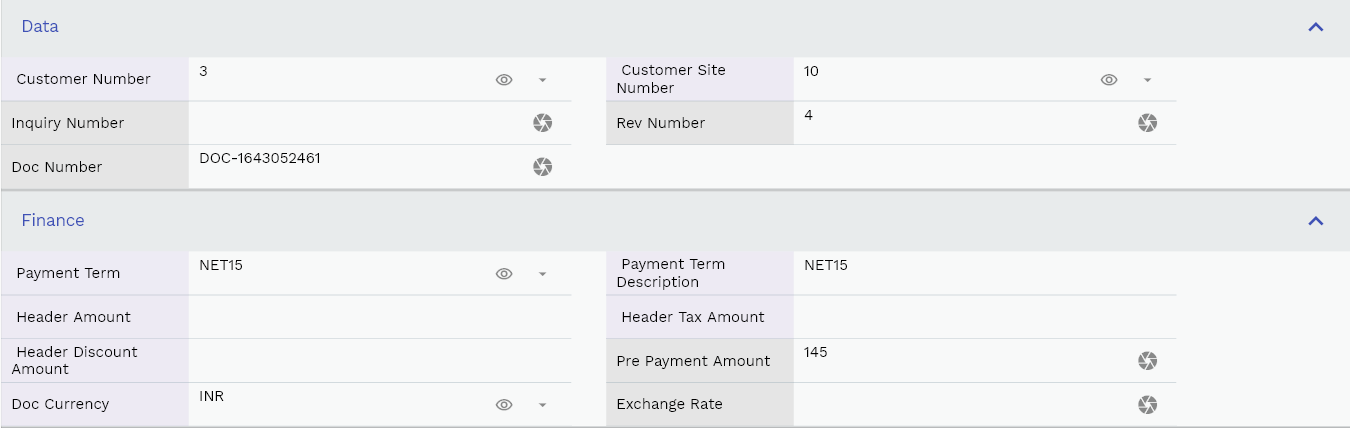 Data
Customer Number 3
Customer Site
Number 10
Inquiry Number
Rev Number 4
Doc Number DOC-1643052461
Finance
Payment Term NET15
Payment Term
Description NET15
Header Amount
Header Tax Amount
Header Discount
Amount
Pre Payment Amount 145
Doc Currency INR
Exchange Rate